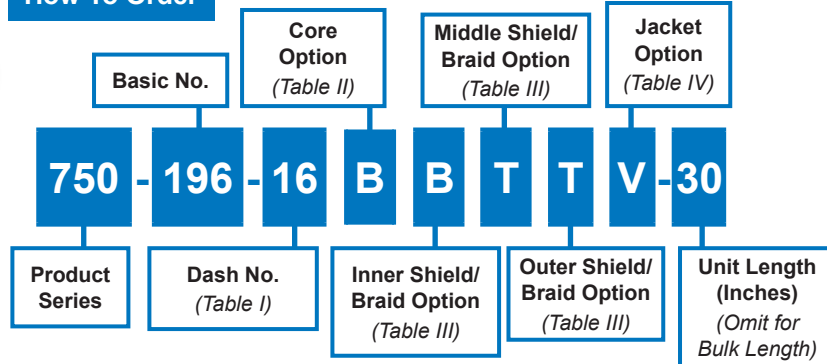 How To Order
Core
Option
(Table II)
Middle Shield/
Braid Option
(Table III)
Jacket
Option
(Table IV)
Basic No.
750 - 196 - 16 B B T T V - 30
Product
Series
Dash No.
(Table I)
Inner Shield/
Braid Option
(Table III)
Outer Shield/
Braid Option
(Table III)
Unit Length
(Inches)
(Omit for
Bulk Length)